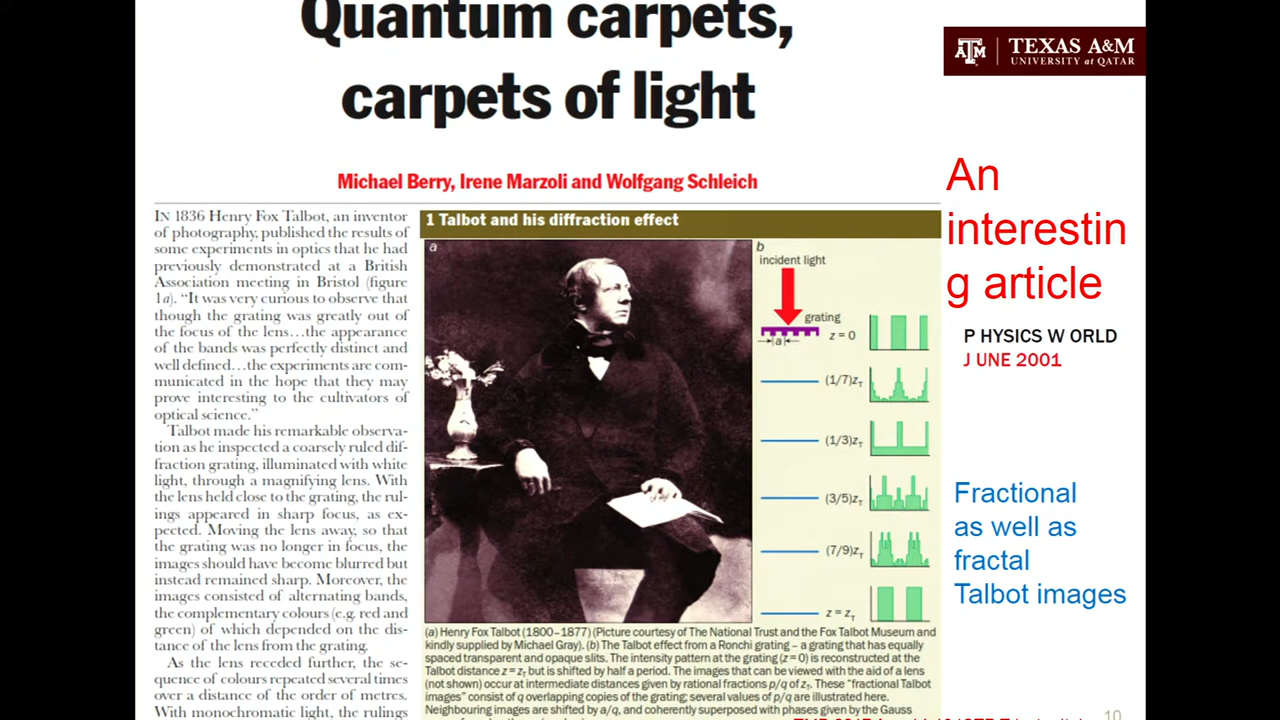 Quantum carpets,
carpets of light
Michael Berry, Irene Marzoli and Wolfgang Schleich
IN 1836 Henry Fox Talbot, an inventor
of photography, published the results of
some experiments in optics that he had
previously demonstrated at a British
Association meeting in Bristol (figure
1a). “It was very curious to observe that
though the grating was greatly out of
the focus of the lens…the appearance
of the bands was perfectly distinct and
well defined…the experiments are com-
municated in the hope that they may
prove interesting to the cultivators of
optical science.”
Talbot made his remarkable observa-
tion as he inspected a coarsely ruled dif-
fraction grating, illuminated with white
light, through a magnifying lens. With
the lens held close to the grating, the rul-
ings appeared in sharp focus, as ex-
pected. Moving the lens away, so that
the grating was no longer in focus, the
images should have become blurred but
instead remained sharp. Moreover, the
images consisted of alternating bands,
the complementary colours (e.g. red and
green) of which depended on the dis-
tance of the lens from the grating.
As the lens receded further, the se-
quence of colours repeated several times
over a distance of the order of metres.
With monochromatic light, the rulings
1 Talbot and his diffraction effect
a
b
incident light
grating
a
z = 0
(1/7)zT
(1/3)zT
(3/5)zT
(7/9)zT
z = zT
(a) Henry Fox Talbot (1800–1877) (Picture courtesy of The National Trust and the Fox Talbot Museum and
kindly supplied by Michael Gray). (b) The Talbot effect from a Ronchi grating – a grating that has equally
spaced transparent and opaque slits. The intensity pattern at the grating (z = 0) is reconstructed at the
Talbot distance z = zT but is shifted by half a period. The images that can be viewed with the aid of a lens
(not shown) occur at intermediate distances given by rational fractions p/q of zT. These “fractional Talbot
images” consist of q overlapping copies of the grating; several values of p/q are illustrated here.
Neighbouring images are shifted by a/q, and coherently superposed with phases given by the Gauss
ATM
TEXAS A&M
UNIVERSITY at QATAR
An
interestin
g article
P HYSICS W ORLD
J UNE 2001
Fractional
as well as
fractal
Talbot images
10